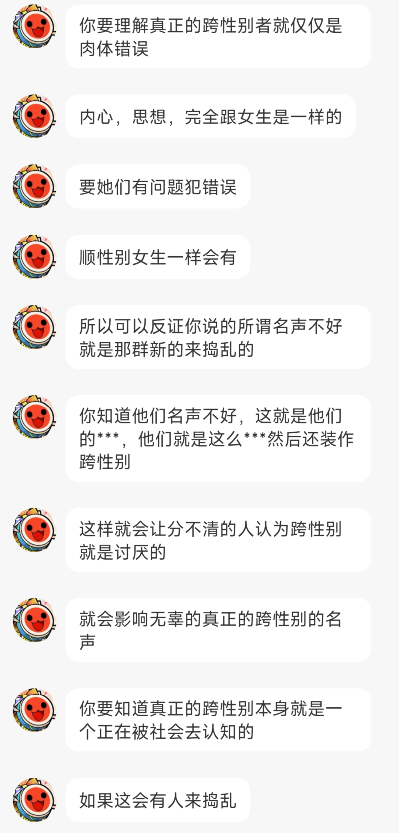 你要理解真正的跨性别者就仅仅是
肉体错误
内心，思想，完全跟女生是一样的
要她们有问题犯错误
顺性别女生一样会有
所以可以反证你说的所谓名声不好
就是那群新的来捣乱的
你知道他们名声不好，这就是他们
的***，他们就是这么***然后还装作
跨性别
这样就会让分不清的人认为跨性别
就是讨厌的
就会影响无辜的真正的跨性别的名
声
你要知道真正的跨性别本身就是一
个正在被社会去认知的
如果这会有人来捣乱